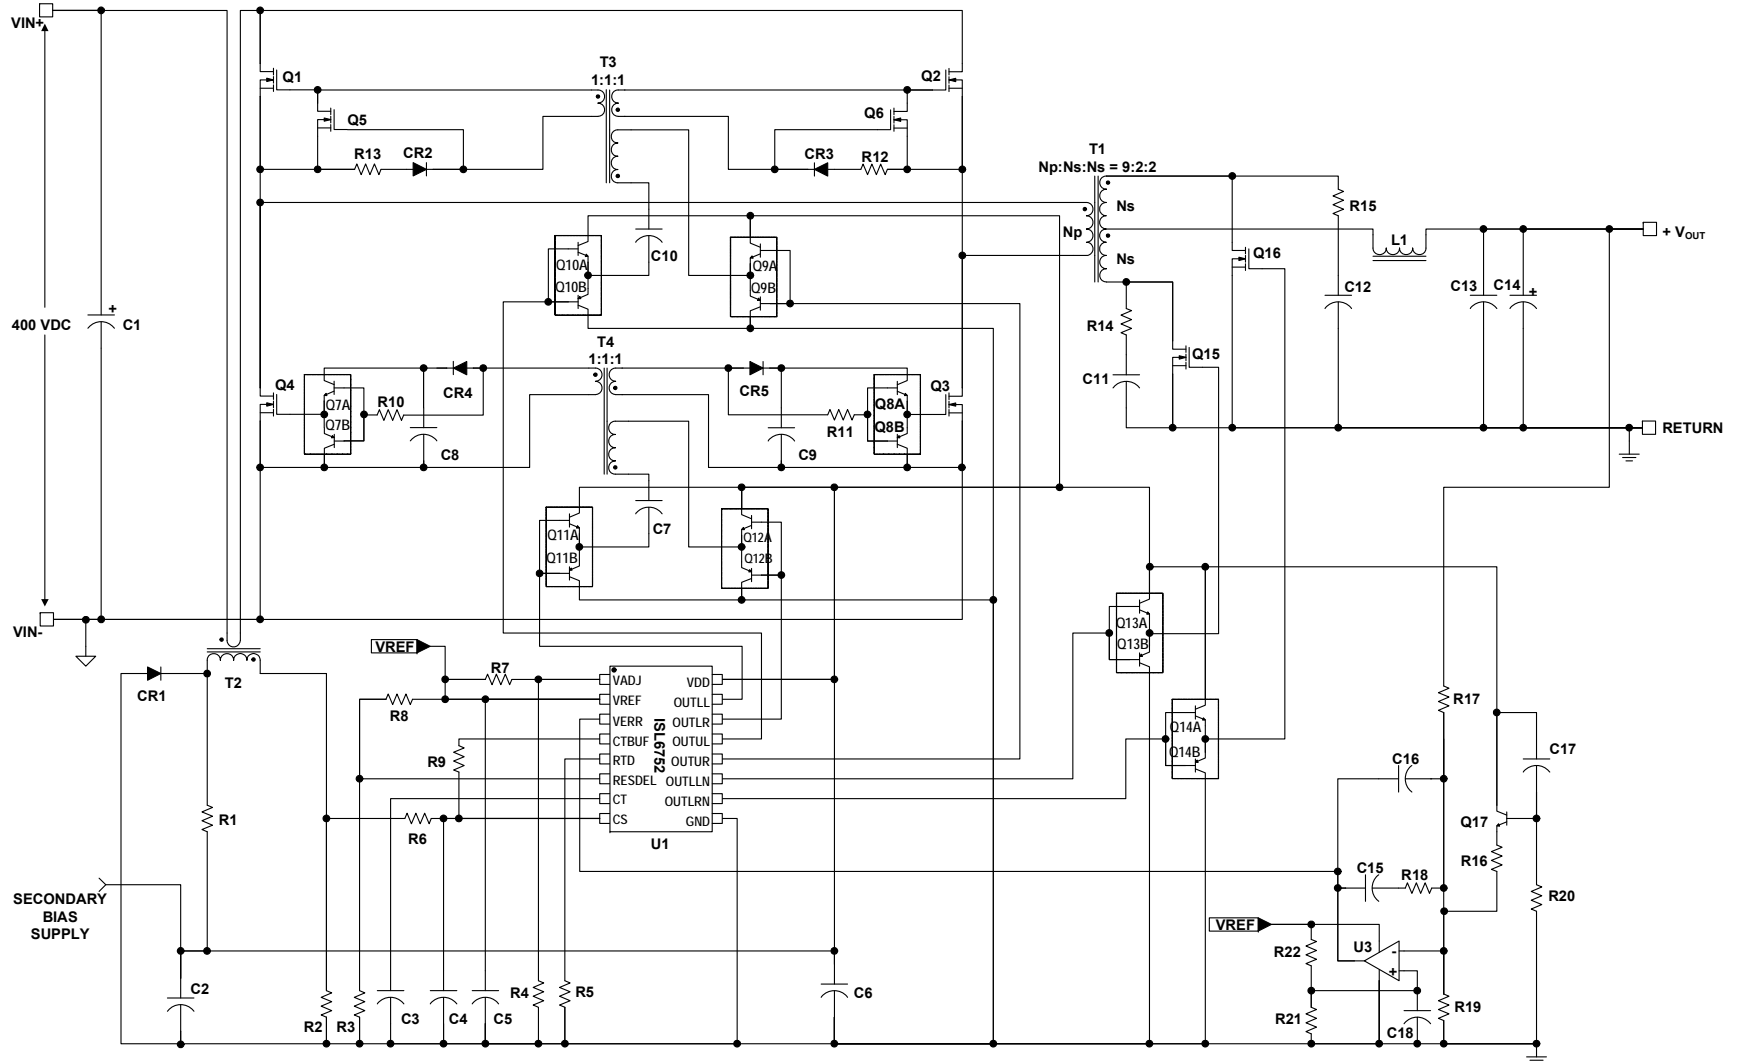 VIN+
400 VDC
C1
VIN-
Q1
T3
1:1:1
Q2
Q5
Q6
R13
CR2
CR3
R12
T1
Np:Ns:Ns = 9:2:2
Ns
Np
Ns
R15
Q16
L1
+ VOUT
C12
C13
C14
R14
C11
Q15
RETURN
Q10A
Q10B
C10
Q9A
Q9B
T4
1:1:1
Q4
Q7A
Q7B
R10
CR4
C8
CR5
C9
R11
Q8A
Q8B
Q3
Q11A
Q11B
C7
Q12A
Q12B
Q13A
Q13B
Q14A
Q14B
CR1
T2
VREF
R7
R8
R9
R6
VADJ
VREF
VERR
CTBUF
RTD
RESDEL
CT
CS
ISL6752
VDD
OUTLL
OUTLR
OUTUL
OUTUR
OUTLLN
OUTLRN
GND
U1
R1
SECONDARY
BIAS
SUPPLY
C2
R2
R3
C3
C4
C5
R4
R5
C6
R17
C16
C17
Q17
R16
C15
R18
R20
VREF
R22
U3
-
+
R21
C18
R19